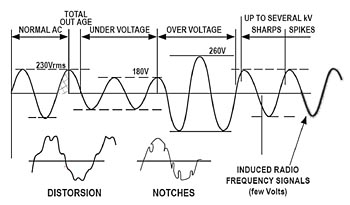 TOTAL
OUT AGE
UP TO SEVERAL kV
NORMAL AC
UNDER VOLTAGE
OVER VOLTAGE
SHARPS
SPIKES
230Vrms
180V
260V
INDUCED RADIO
FREQUENCY SIGNALS
(few Volts)
DISTORSION
NOTCHES